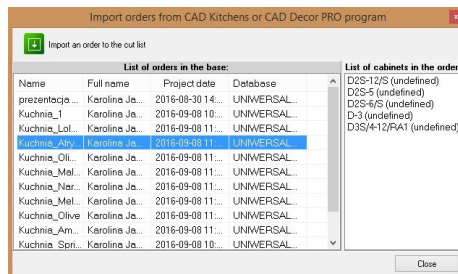 Import orders from CAD Kitchens or CAD Decor PRO program
Import an order to the cut list
List of orders in the base:
Name Full name Project date Database
prezentacja ... Karolina Ja... 2016-08-30 14:... UNIWERSAL...
Kuchnia_1 Karolina Ja... 2016-09-08 10:... UNIWERSAL...
Kuchnia_Lol... Karolina Ja... 2016-09-08 11:... UNIWERSAL...
Kuchnia_Afry... Karolina Ja... 2016-09-08 11:... UNIWERSAL...
Kuchnia_Oli... Karolina Ja... 2016-09-08 11:... UNIWERSAL...
Kuchnia_Mal... Karolina Ja... 2016-09-08 11:... UNIWERSAL...
Kuchnia_Nar... Karolina Ja... 2016-09-08 11:... UNIWERSAL...
Kuchnia_Mel... Karolina Ja... 2016-09-08 11:... UNIWERSAL...
Kuchnia_Olive Karolina Ja... 2016-09-08 11:... UNIWERSAL...
Kuchnia_Am... Karolina Ja... 2016-09-08 11:... UNIWERSAL...
Kuchnia_Spri... Karolina Ja... 2016-09-08 10:... UNIWERSAL...
List of cabinets in the order
D2S-12/S (undefined)
D2S-5 (undefined)
D2S-6/S (undefined)
D-3 (undefined)
D3S/4-12/RA1 (undefined)
Close